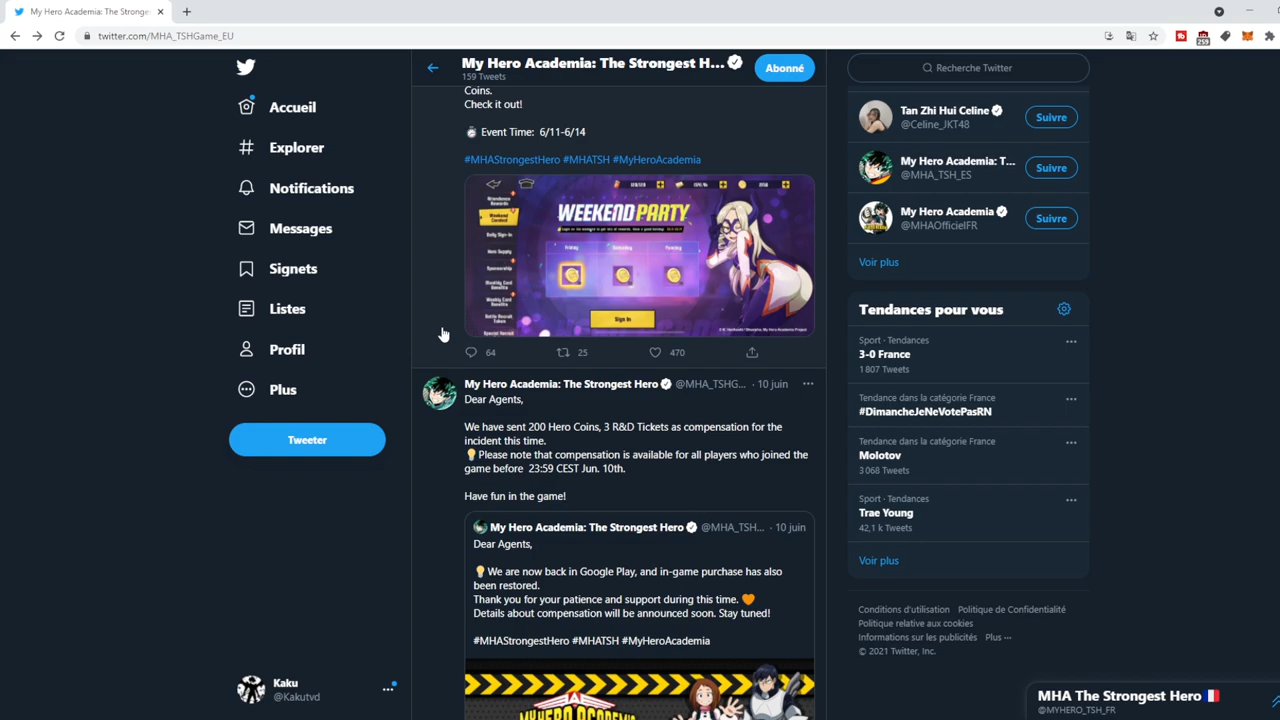 My Hero Academia: The Stronges
twitter.com/MHA_TSHGame_EU
259
Accueil
Explorer
Notifications
Messages
Signets
Listes
Profil
Plus
Tweeter
Kaku
@Kakutvd
My Hero Academia: The Strongest H...
159 Tweets
Abonné
Coins.
Check it out!
Event Time: 6/11-6/14
#MHAStrongestHero #MHATSH #MyHeroAcademia
WEEKEND PARTY
Friday
Saturday
Sunday
Daily Sign-In
Sign In
64
25
470
My Hero Academia: The Strongest Hero @MHA_TSHG... · 10 juin
Dear Agents,
We have sent 200 Hero Coins, 3 R&D Tickets as compensation for the
incident this time.
💡Please note that compensation is available for all players who joined the
game before 23:59 CEST Jun. 10th.
Have fun in the game!
My Hero Academia: The Strongest Hero @MHA_TSH... · 10 juin
Dear Agents,
💡We are now back in Google Play, and in-game purchase has also
been restored.
Thank you for your patience and support during this time. 🧡
Details about compensation will be announced soon. Stay tuned!
#MHAStrongestHero #MHATSH #MyHeroAcademia
MY HERO ACADEMIA
Recherche Twitter
Tan Zhi Hui Celine
@Celine_JKT48
Suivre
My Hero Academia: T...
@MHA_TSH_ES
Suivre
My Hero Academia
@MHAOfficielFR
Suivre
Voir plus
Tendances pour vous
Sport · Tendances
3-0 France
1 807 Tweets
Tendance dans la catégorie France
#DimancheJeNeVotePasRN
Tendance dans la catégorie France
Molotov
3 068 Tweets
Sport · Tendances
Trae Young
42,1 k Tweets
Voir plus
Conditions d'utilisation Politique de Confidentialité
Politique relative aux cookies
Informations sur les publicités Plus ···
© 2021 Twitter, Inc.
MHA The Strongest Hero 🇫🇷
@MYHERO_TSH_FR